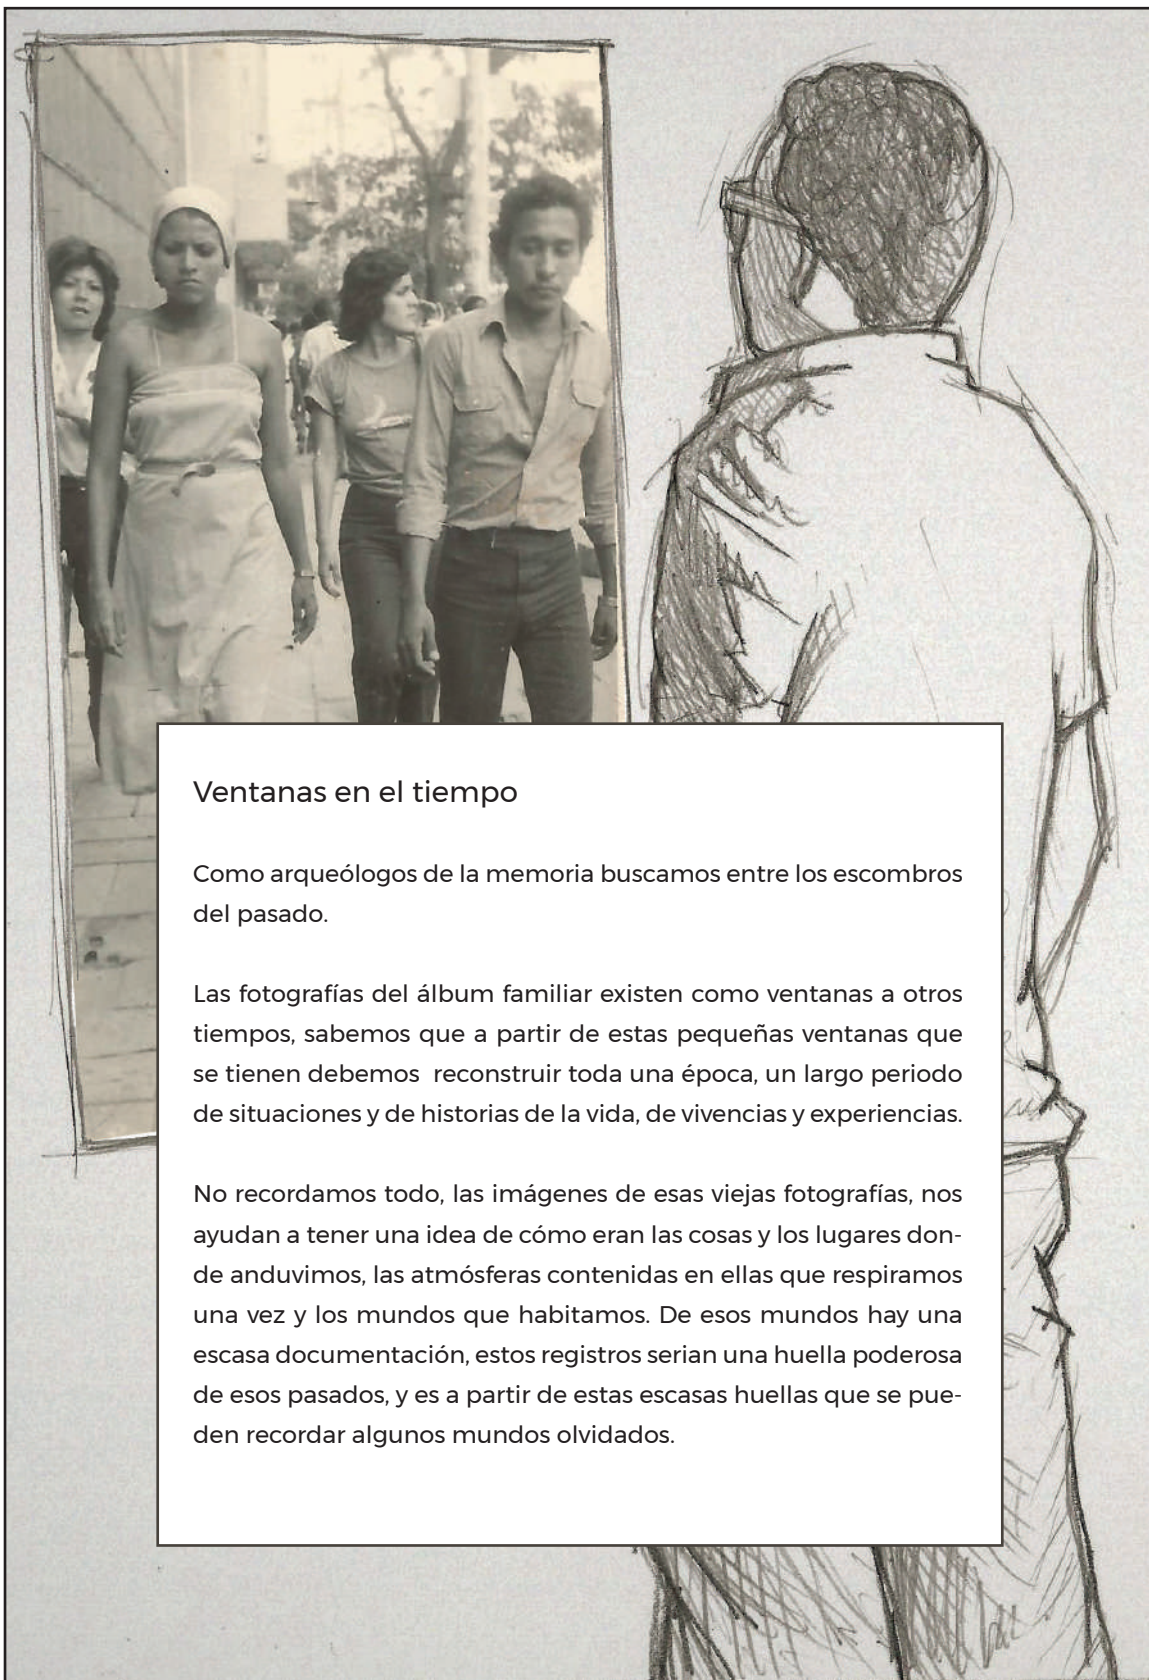 Ventanas en el tiempo
Como arqueólogos de la memoria buscamos entre los escombros
del pasado.
Las fotografías del álbum familiar existen como ventanas a otros
tiempos, sabemos que a partir de estas pequeñas ventanas que
se tienen debemos  reconstruir toda una época, un largo periodo
de situaciones y de historias de la vida, de vivencias y experiencias.
No recordamos todo, las imágenes de esas viejas fotografías, nos
ayudan a tener una idea de cómo eran las cosas y los lugares don-
de anduvimos, las atmósferas contenidas en ellas que respiramos
una vez y los mundos que habitamos. De esos mundos hay una
escasa documentación, estos registros serian una huella poderosa
de esos pasados, y es a partir de estas escasas huellas que se pue-
den recordar algunos mundos olvidados.